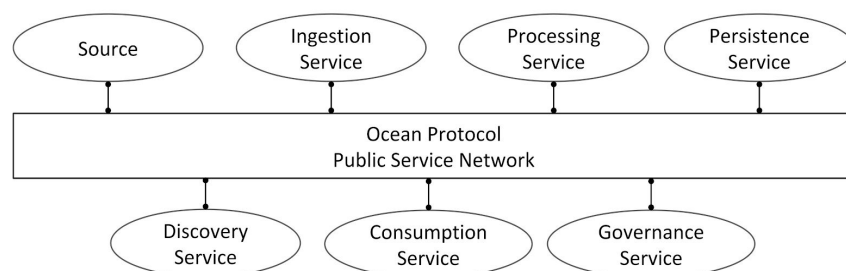 Source
Ingestion
Service
Processing
Service
Persistence
Service
Ocean Protocol
Public Service Network
Discovery
Service
Consumption
Service
Governance
Service